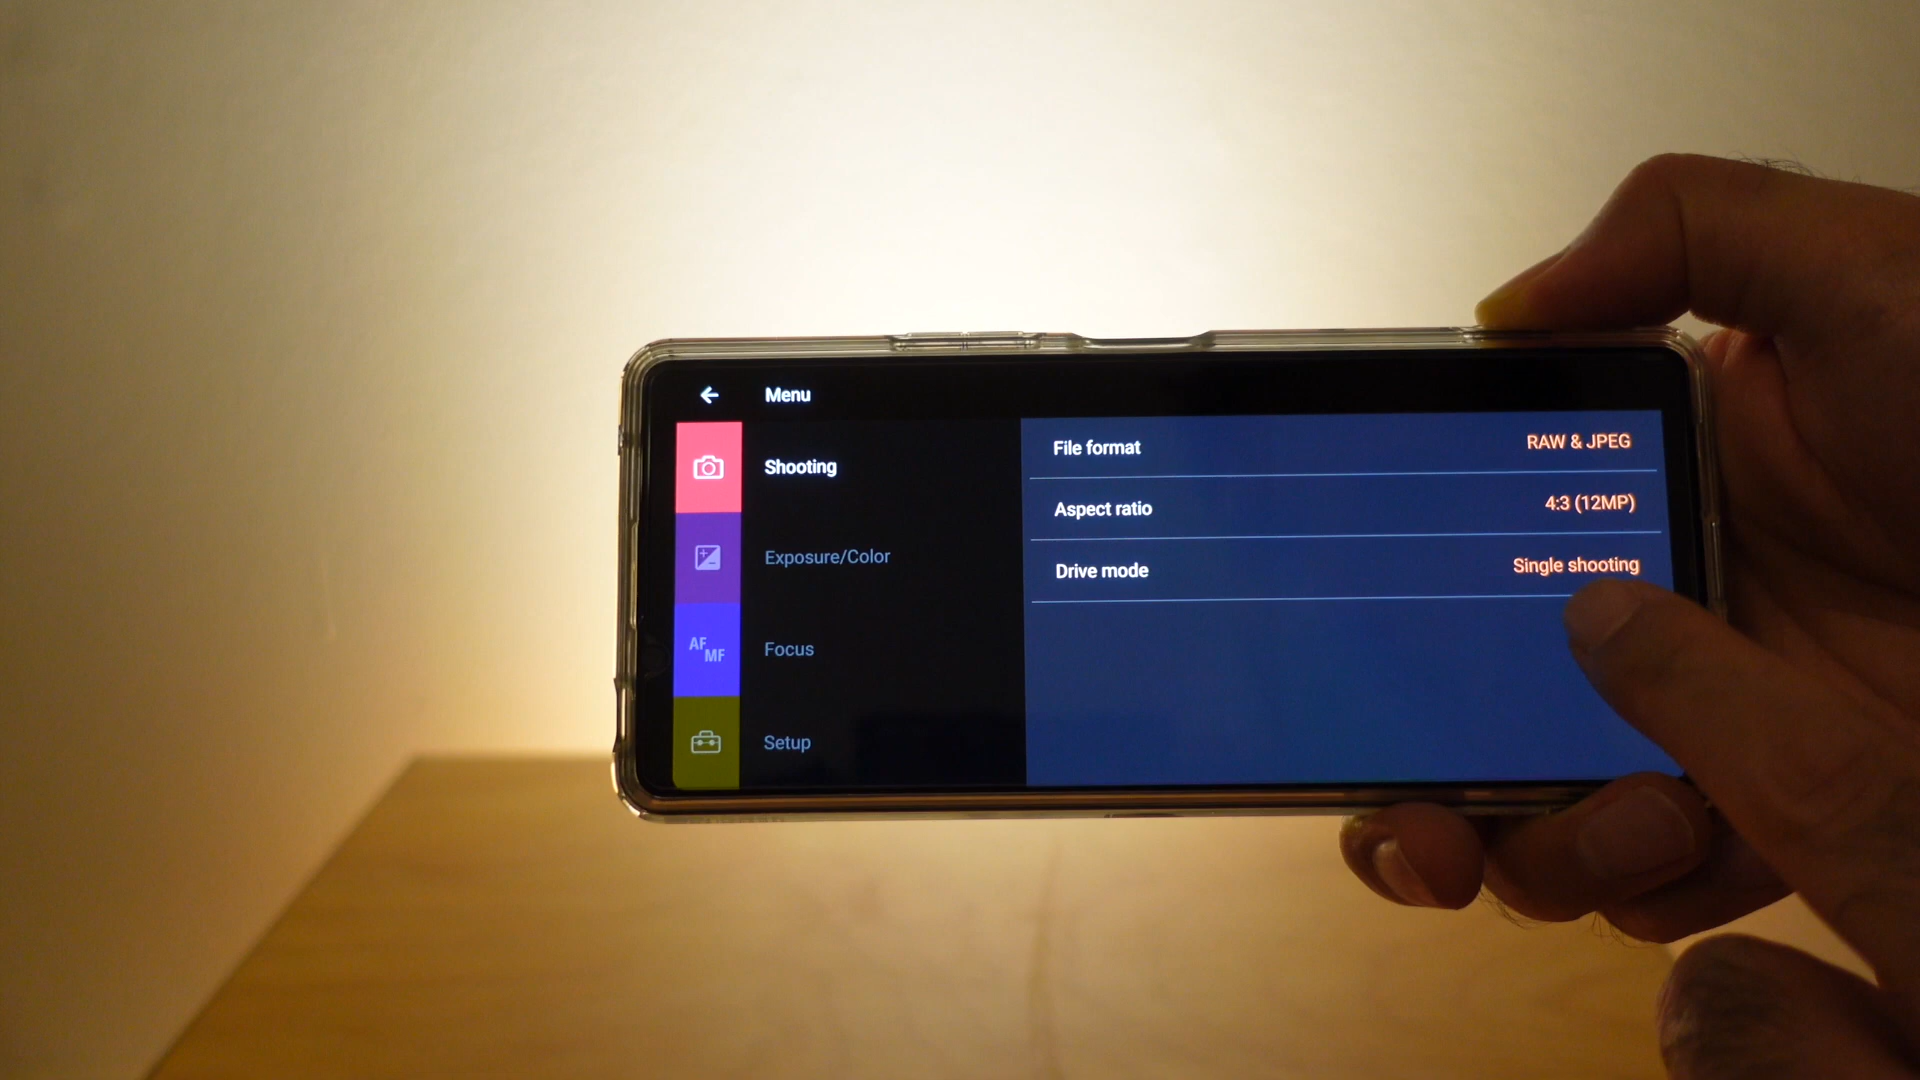 Menu
Shooting
Exposure/Color
AF
MF
Focus
Setup
File format RAW & JPEG
Aspect ratio 4:3 (12MP)
Drive mode Single shooting